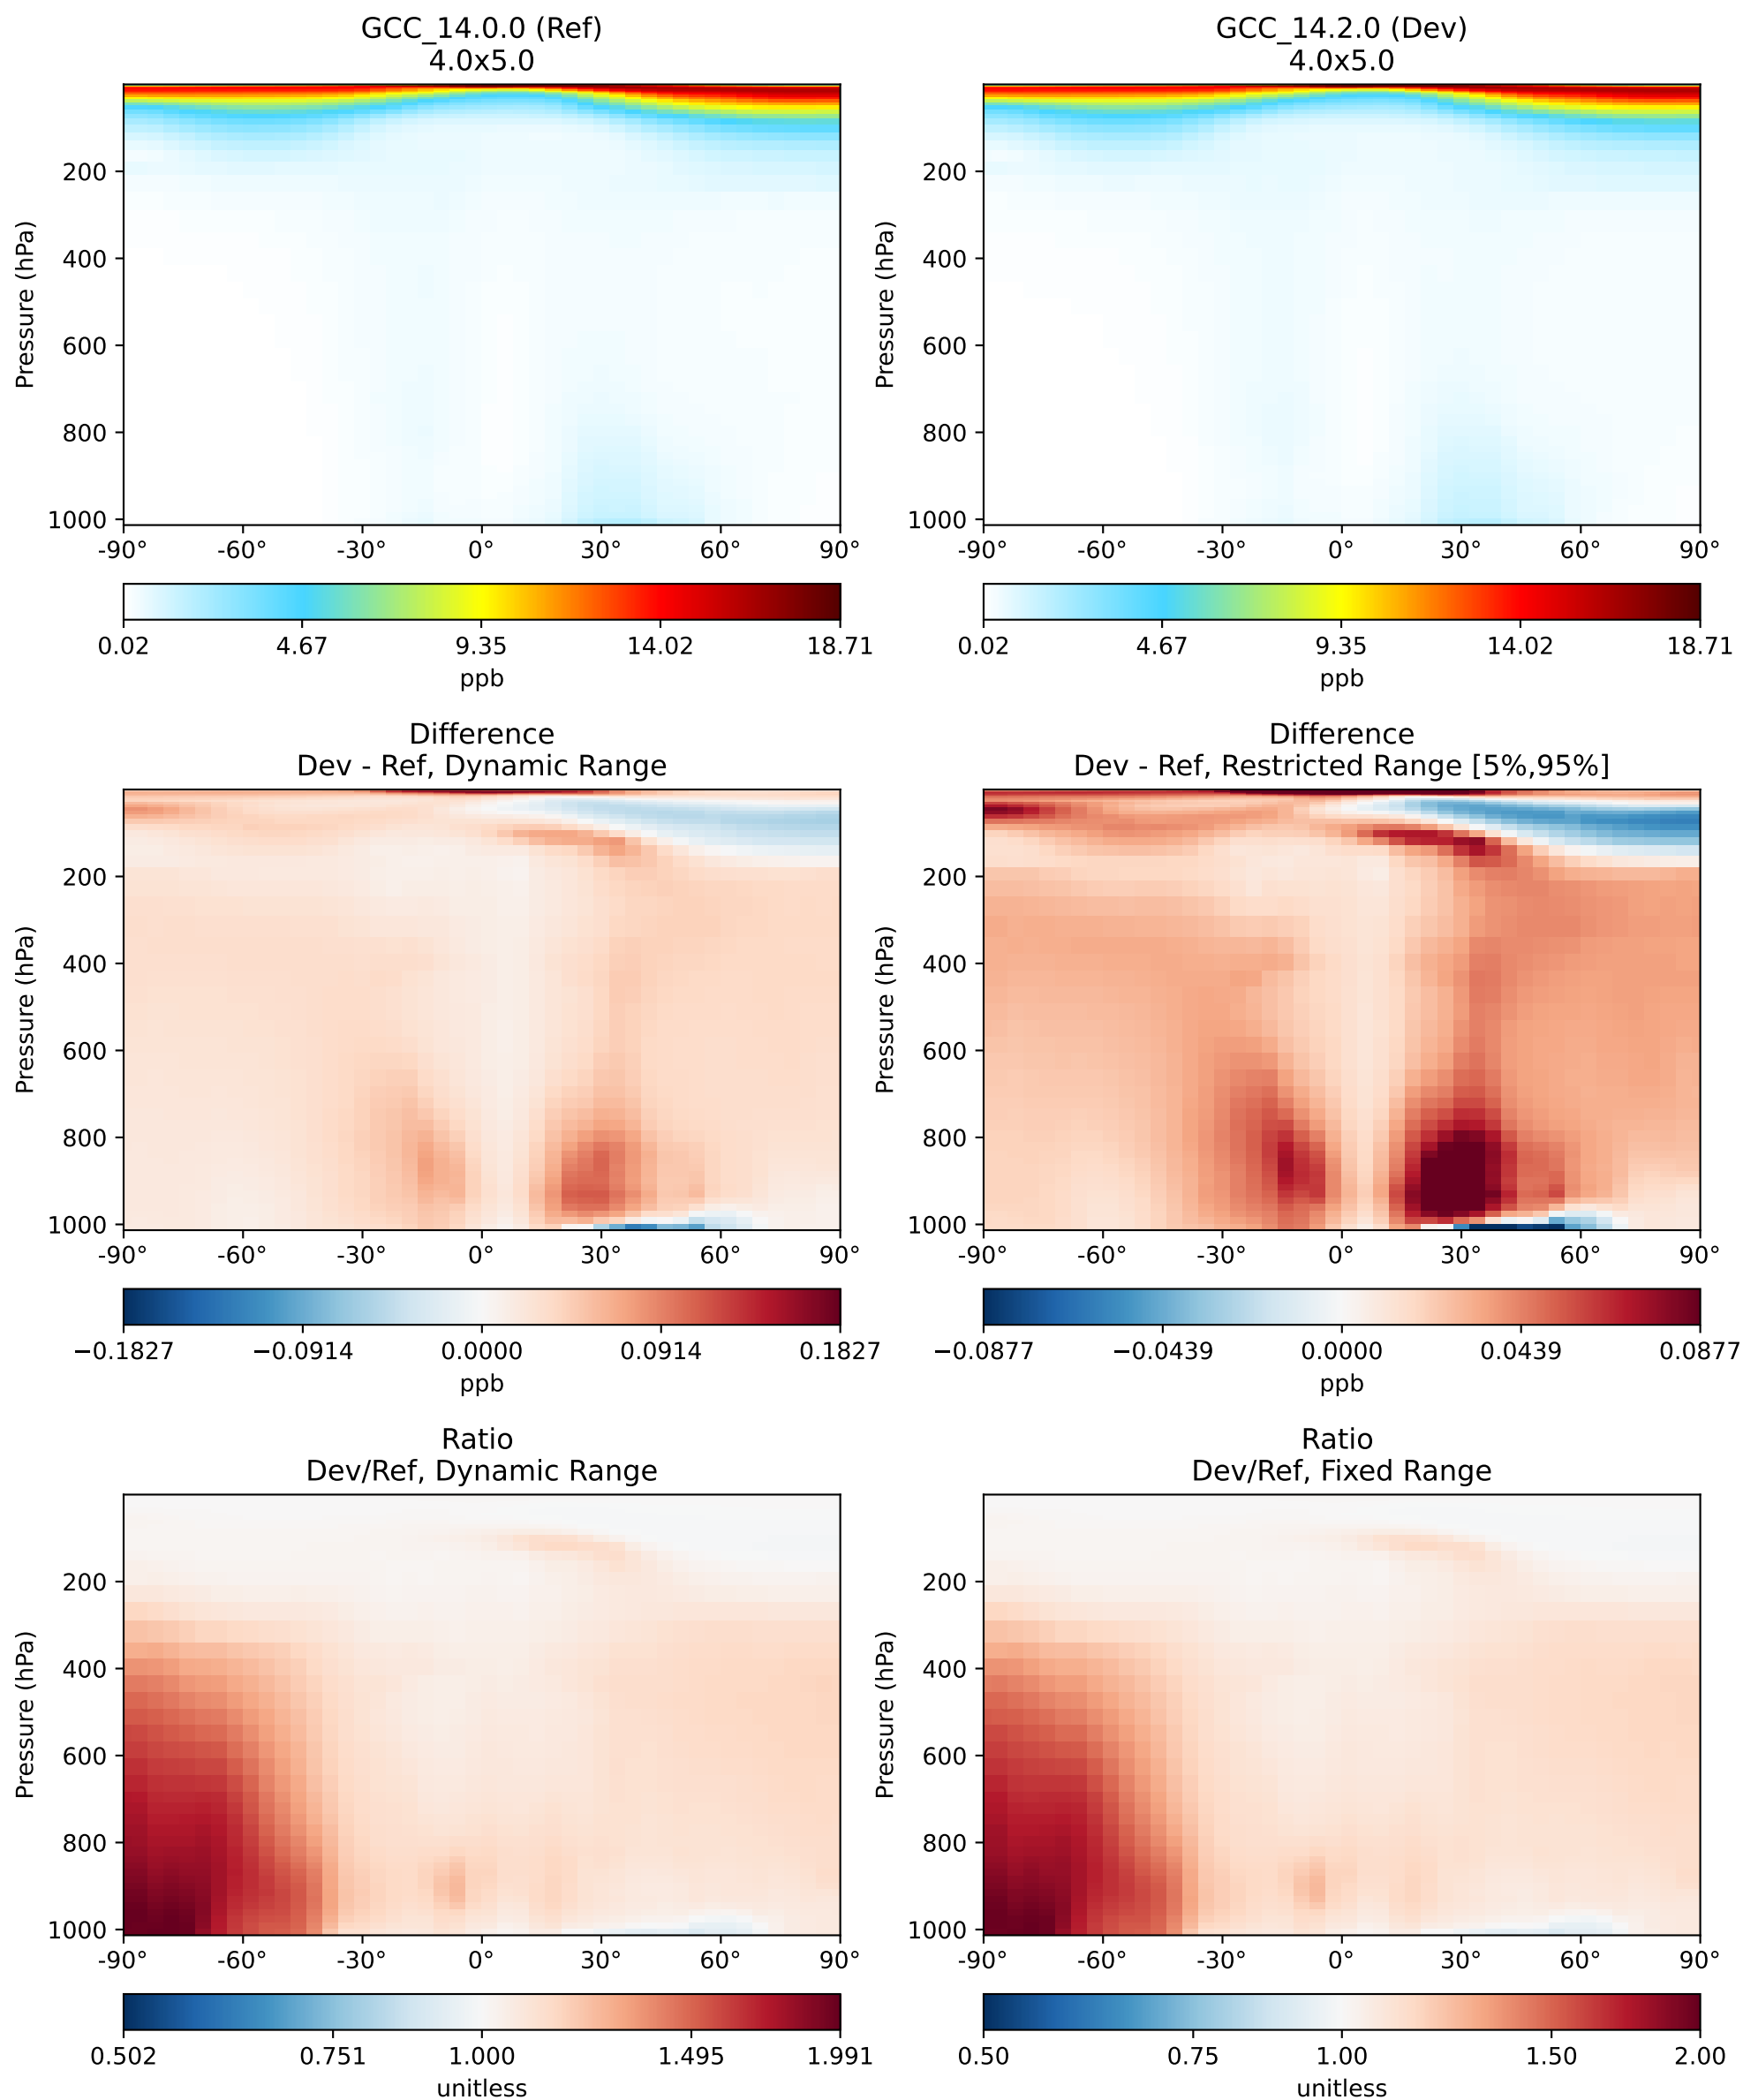 GCC_14.0.0 (Ref)
4.0x5.0
Pressure (hPa)
200
400
600
800
1000
-90° -60° -30° 0° 30° 60° 90°
0.02 4.67 9.35 14.02 18.71
ppb
GCC_14.2.0 (Dev)
4.0x5.0
Pressure (hPa)
200
400
600
800
1000
-90° -60° -30° 0° 30° 60° 90°
0.02 4.67 9.35 14.02 18.71
ppb
Difference
Dev - Ref, Dynamic Range
Pressure (hPa)
200
400
600
800
1000
-90° -60° -30° 0° 30° 60° 90°
−0.1827 −0.0914 0.0000 0.0914 0.1827
ppb
Difference
Dev - Ref, Restricted Range [5%,95%]
Pressure (hPa)
200
400
600
800
1000
-90° -60° -30° 0° 30° 60° 90°
−0.0877 −0.0439 0.0000 0.0439 0.0877
ppb
Ratio
Dev/Ref, Dynamic Range
Pressure (hPa)
200
400
600
800
1000
-90° -60° -30° 0° 30° 60° 90°
0.502 0.751 1.000 1.495 1.991
unitless
Ratio
Dev/Ref, Fixed Range
Pressure (hPa)
200
400
600
800
1000
-90° -60° -30° 0° 30° 60° 90°
0.50 0.75 1.00 1.50 2.00
unitless